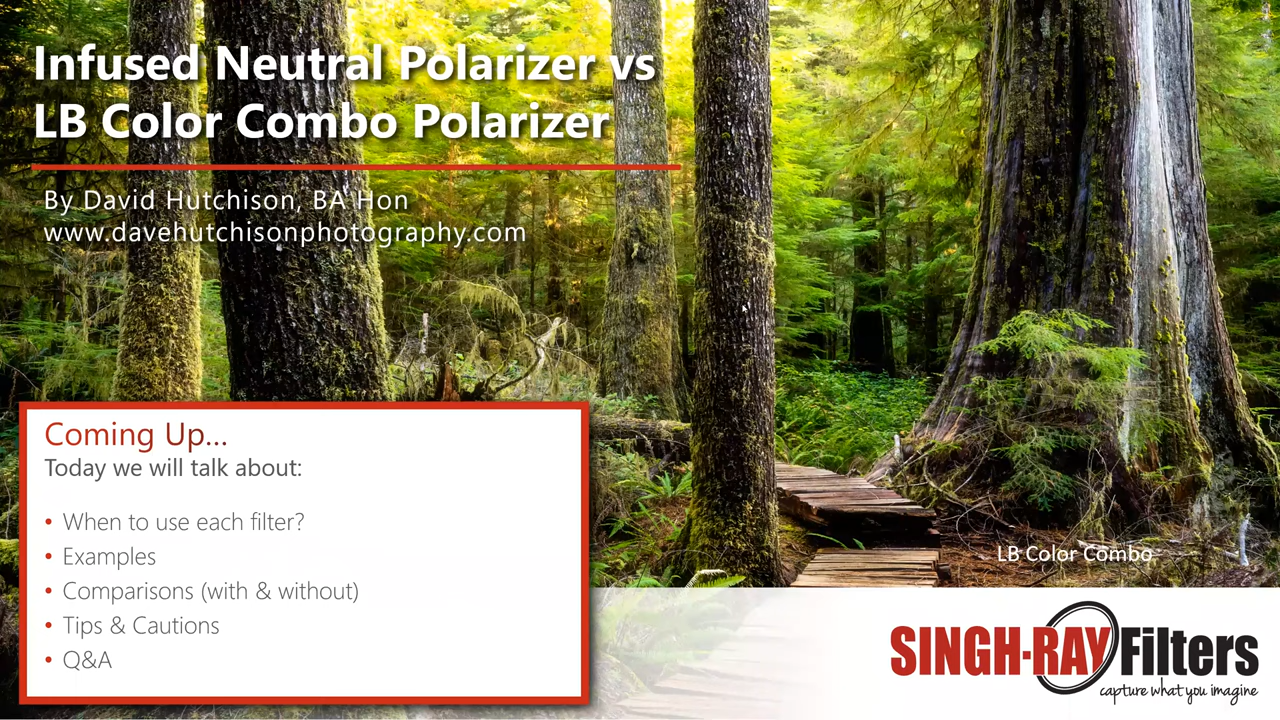 Infused Neutral Polarizer vs
LB Color Combo Polarizer
By David Hutchison, BA Hon
www.davehutchisonphotography.com
Coming Up...
Today we will talk about:
• When to use each filter?
• Examples
• Comparisons (with & without)
• Tips & Cautions
• Q&A
LB Color Combo
SINGH-RAY Filters
capture what you imagine